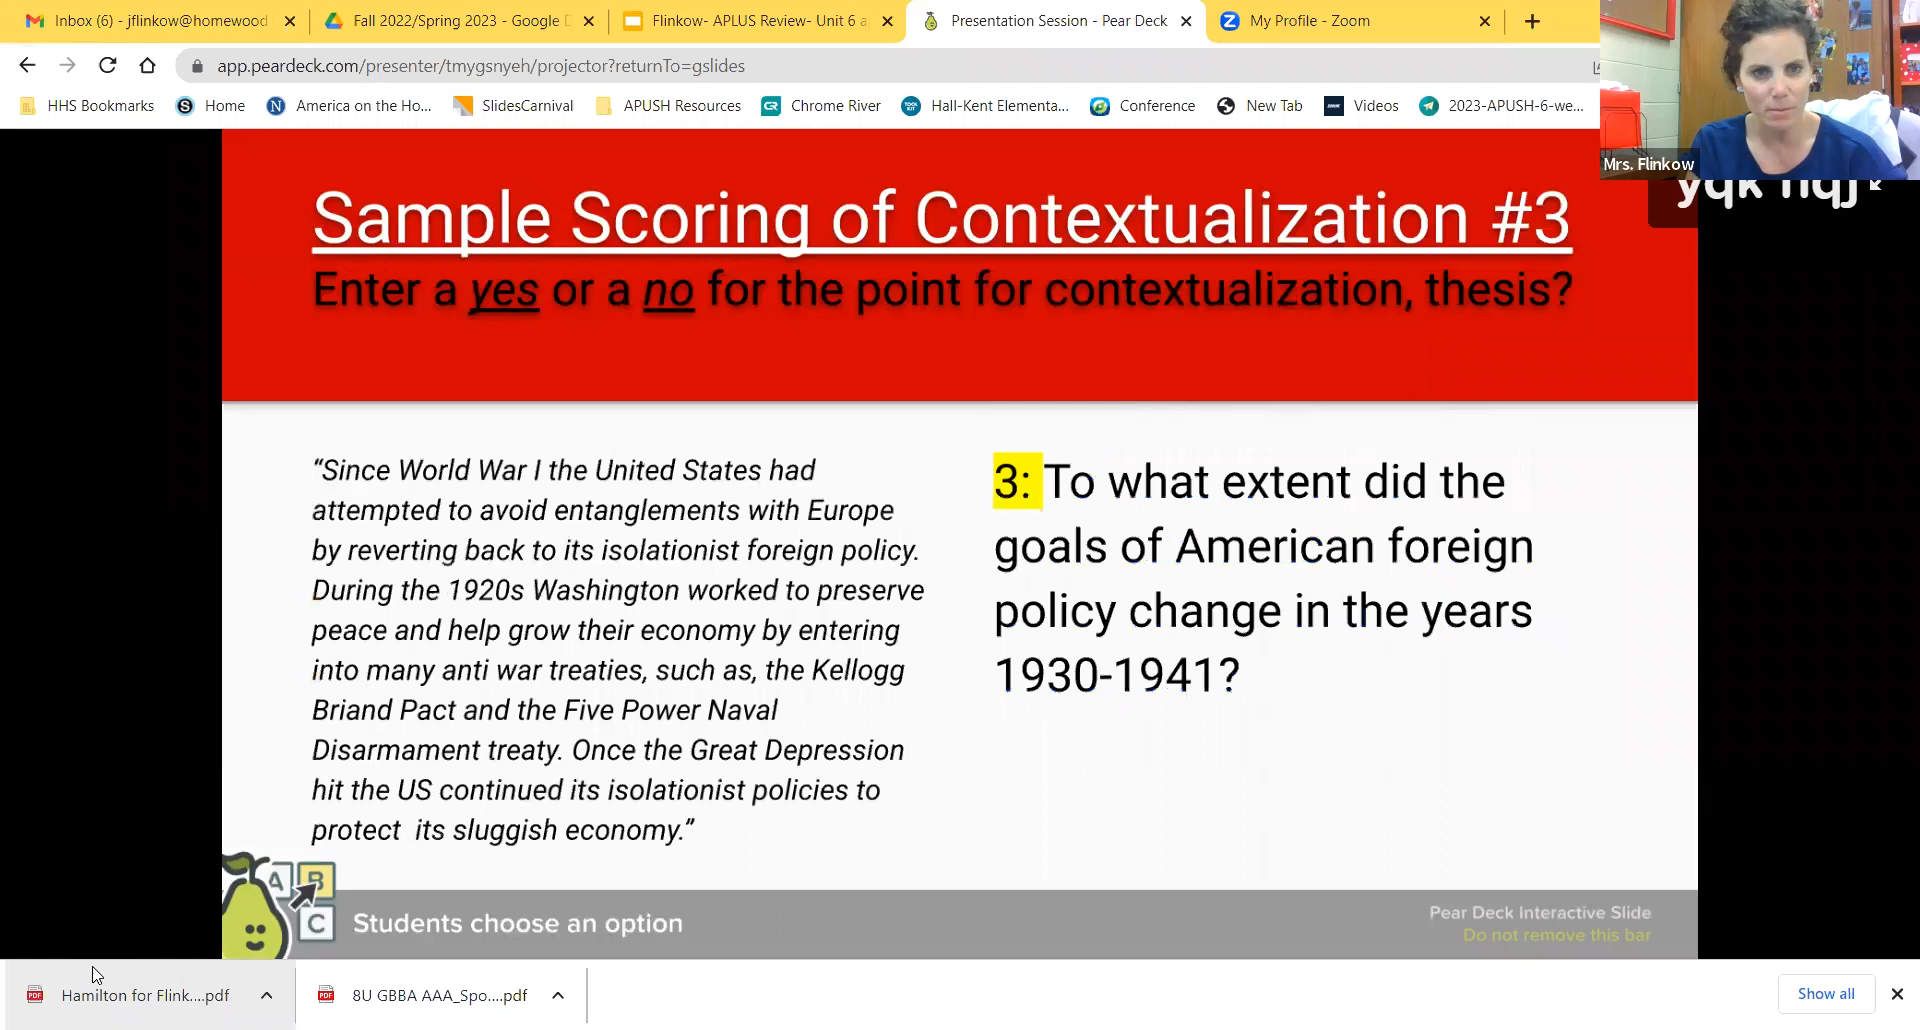 Inbox (6) - jflinkow@homewood
Fall 2022/Spring 2023 - Google D
Flinkow- APLUS Review- Unit 6 a
Presentation Session - Pear Deck
My Profile - Zoom
app.peardeck.com/presenter/tmygsnyeh/projector?returnTo=gslides
HHS Bookmarks
Home
America on the Ho...
SlidesCarnival
APUSH Resources
Chrome River
Hall-Kent Elementa...
Conference
New Tab
Videos
2023-APUSH-6-we...
Mrs. Flinkow
Sample Scoring of Contextualization #3
Enter a yes or a no for the point for contextualization, thesis?
“Since World War I the United States had
attempted to avoid entanglements with Europe
by reverting back to its isolationist foreign policy.
During the 1920s Washington worked to preserve
peace and help grow their economy by entering
into many anti war treaties, such as, the Kellogg
Briand Pact and the Five Power Naval
Disarmament treaty. Once the Great Depression
hit the US continued its isolationist policies to
protect its sluggish economy.”
3: To what extent did the
goals of American foreign
policy change in the years
1930-1941?
A B
C
Students choose an option
Pear Deck Interactive Slide
Do not remove this bar
PDF
Hamilton for Flink....pdf
PDF
8U GBBA AAA_Spo....pdf
Show all